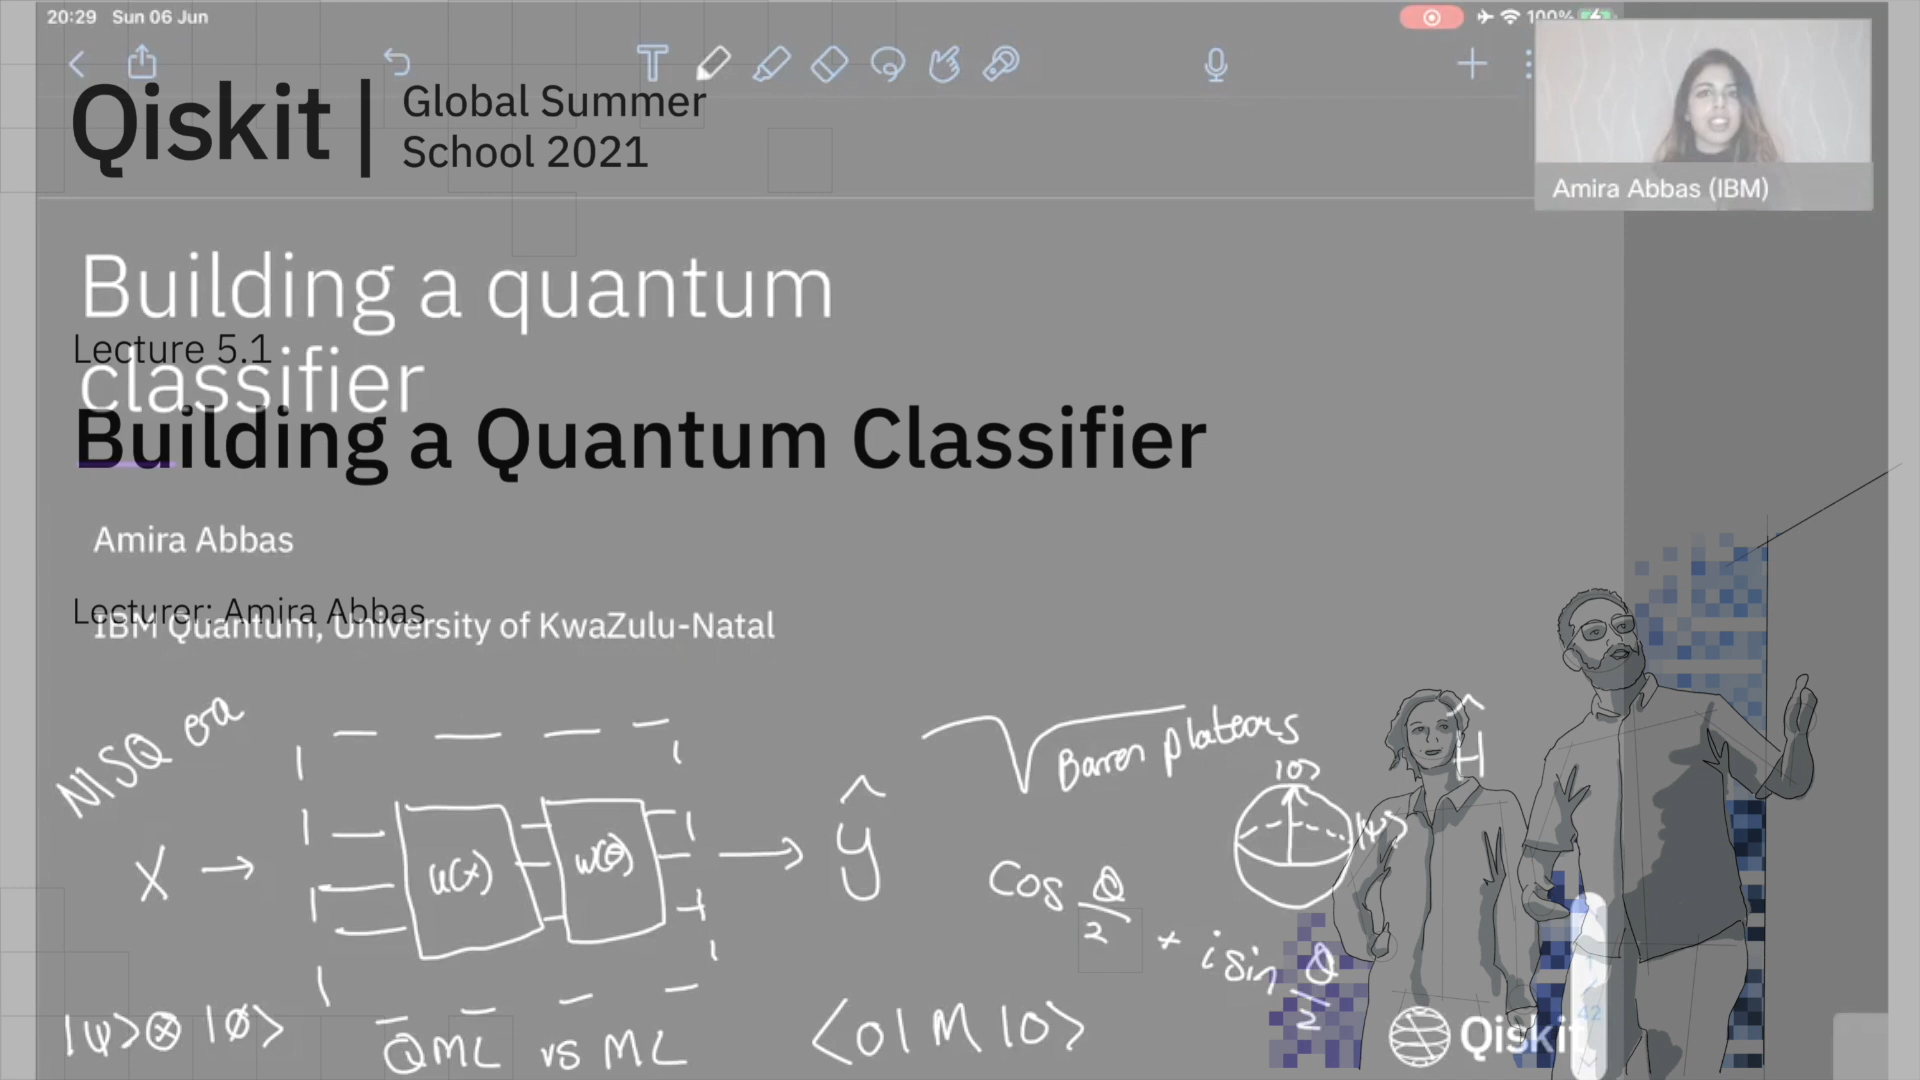 20:29 Sun 06 Jun
100%
Qiskit | Global Summer
School 2021
Amira Abbas (IBM)
Building a quantum
classifier
Lecture 5.1
Building a Quantum Classifier
Amira Abbas
Lecturer: Amira Abbas
IBM Quantum, University of KwaZulu-Natal
NISQ era
Barren plateaus
Ĥ
|0>
|ψ>
X → U(x) W(θ) → ŷ
cos θ/2 + i sin θ/2
|ψ>⊗|ϕ>
QML vs ML
<0|M|0>
Qiskit
42